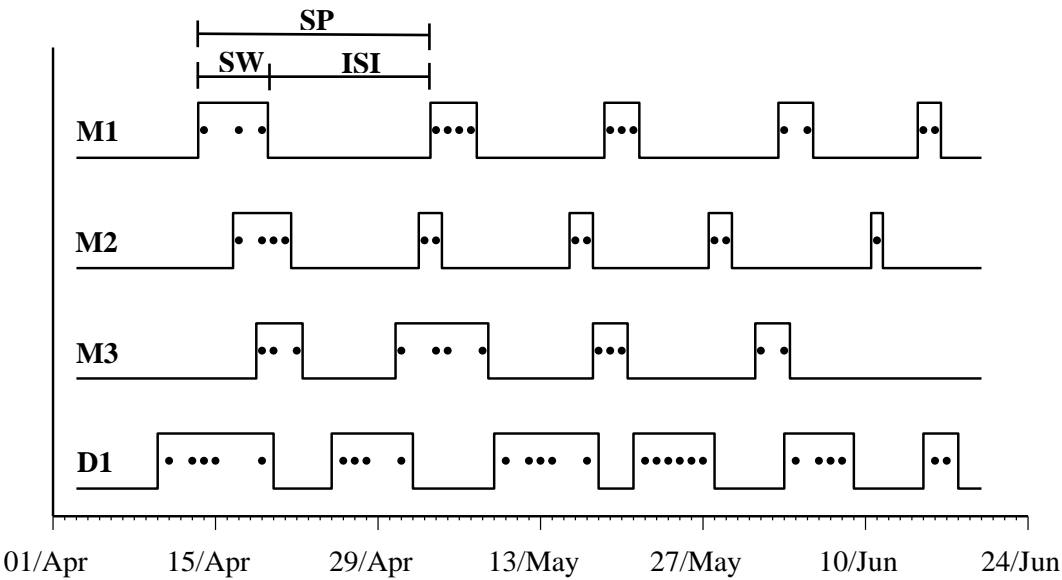 SP
SW ISI
M1
M2
M3
D1
01/Apr 15/Apr 29/Apr 13/May 27/May 10/Jun 24/Jun